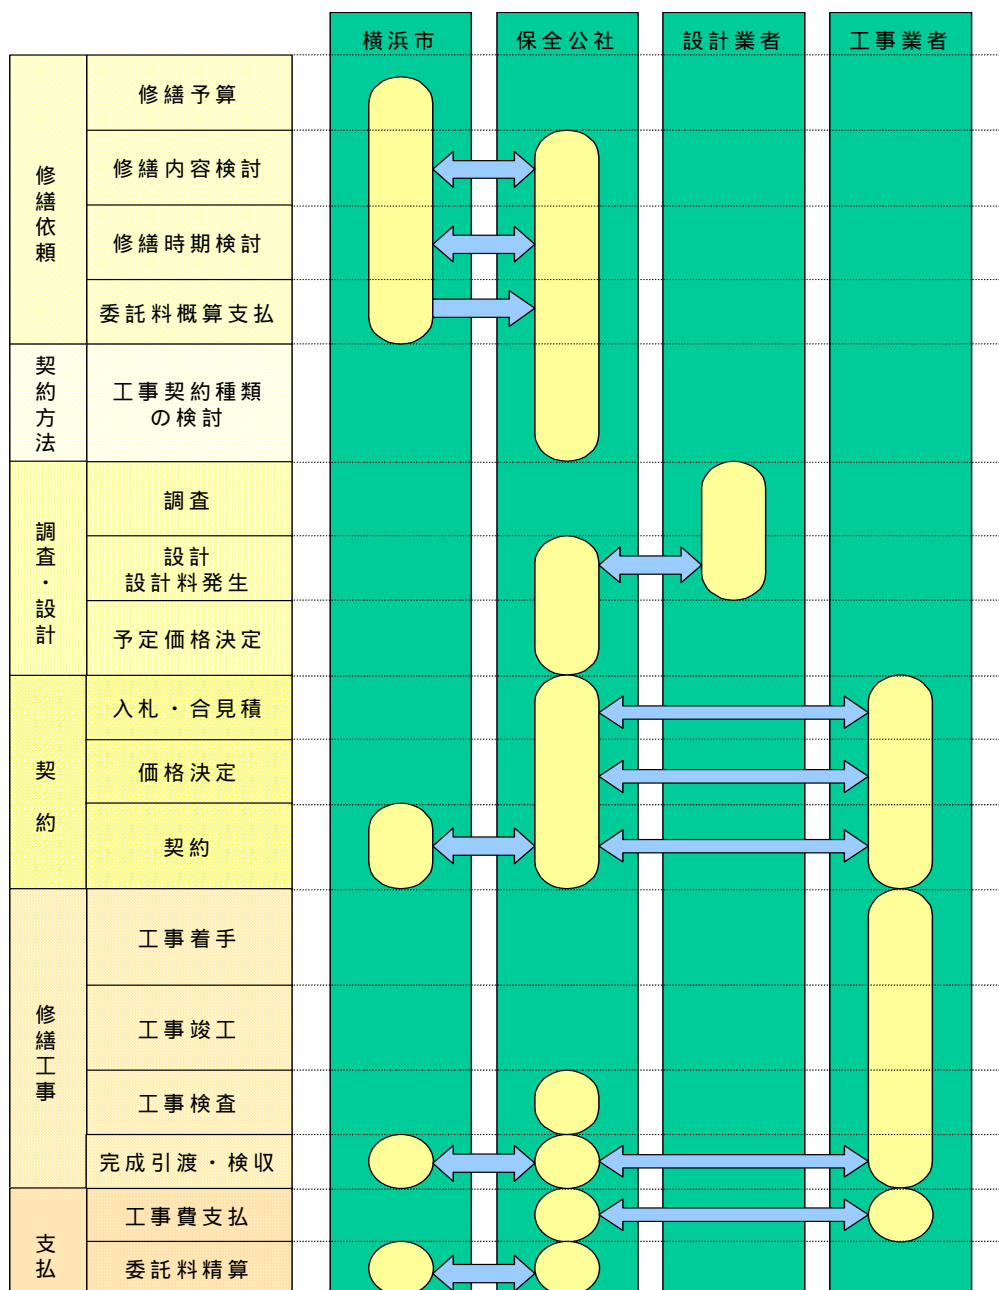 横浜市
保全公社
設計業者
工事業者
修繕依頼
修繕予算
修繕内容検討
修繕時期検討
委託料概算支払
契約方法
工事契約種類
の検討
調査・設計
調査
設計
設計料発生
予定価格決定
契約
入札・合見積
価格決定
契約
修繕工事
工事着手
工事竣工
工事検査
完成引渡・検収
支払
工事費支払
委託料精算